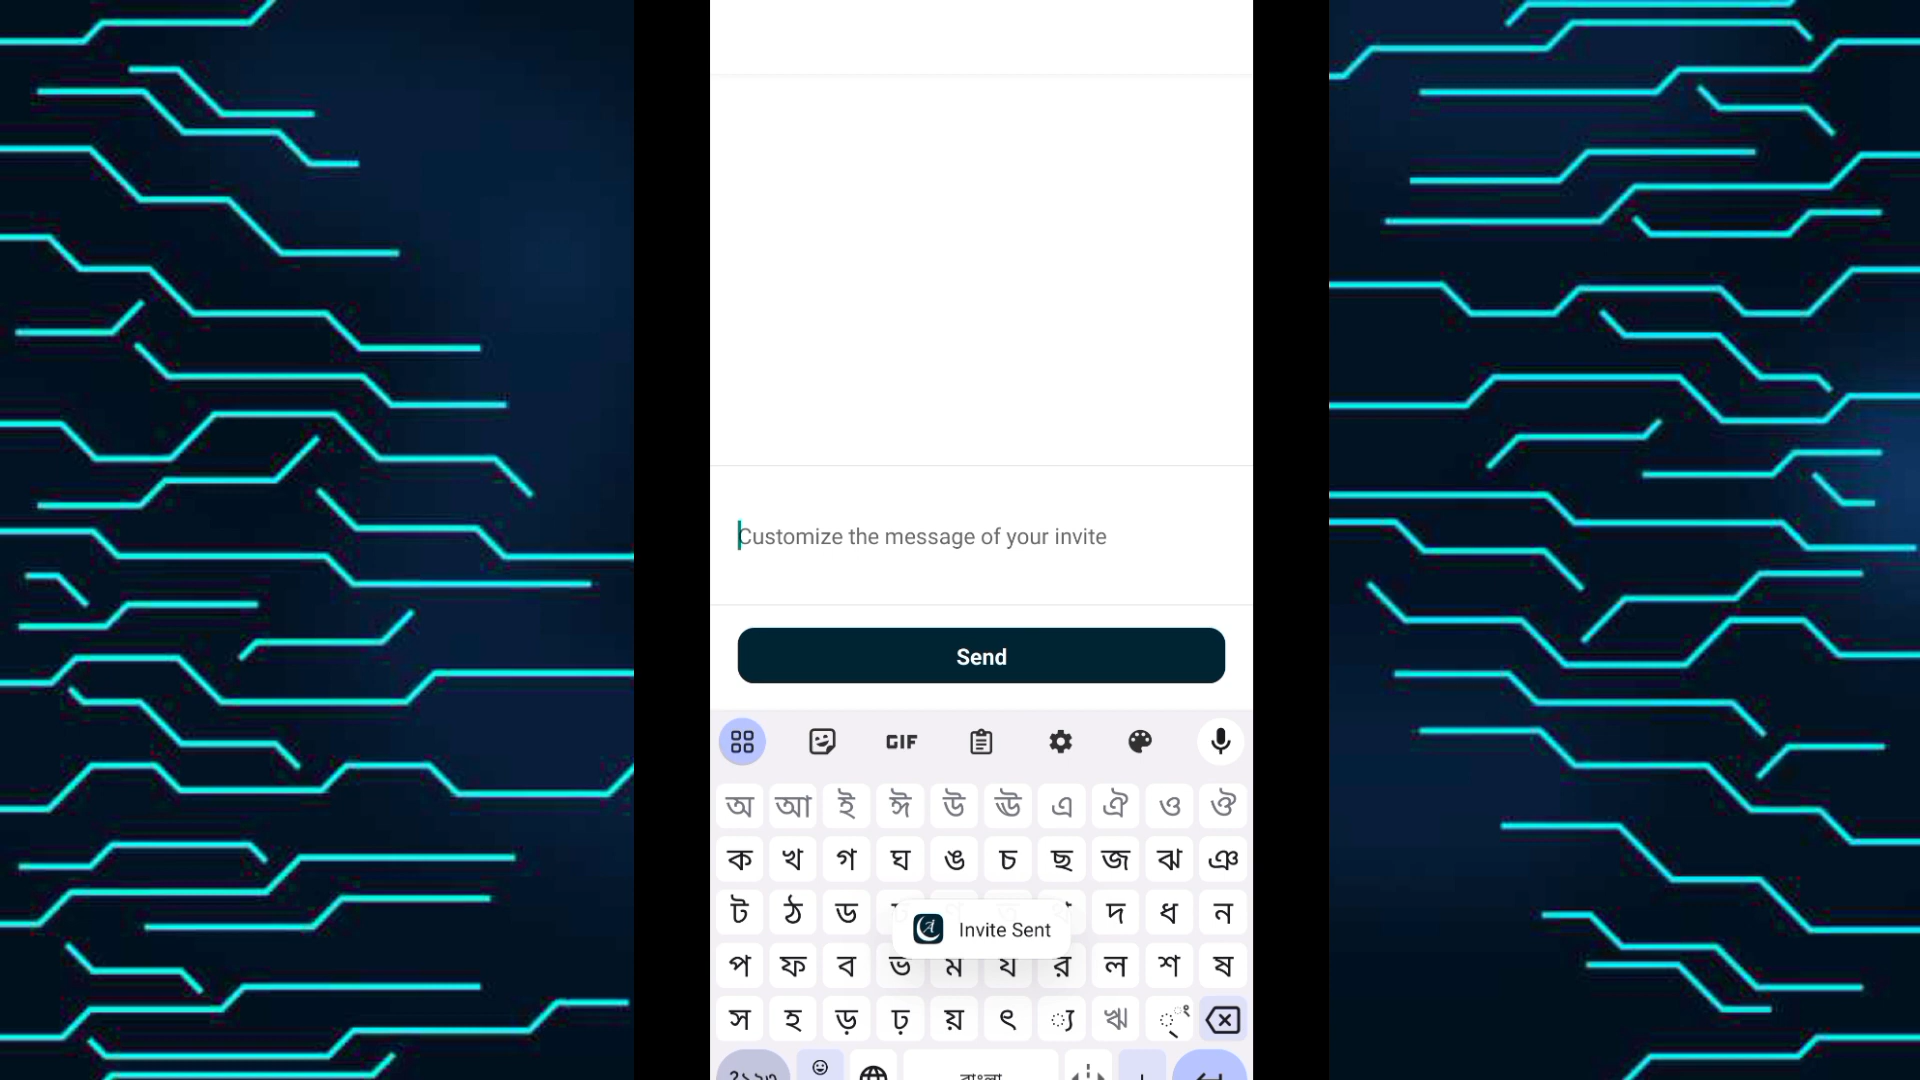 Customize the message of your invite
Send
GIF
অ আ ই ঈ উ ঊ এ ঐ ও ঔ
ক খ গ ঘ ঙ চ ছ জ ঝ ঞ
ট ঠ ড দ ধ ন
Invite Sent
প ফ ব ভ ম য র ল শ ষ
স হ ড় ঢ় য় ৎ ্য ঋ
বাংলা